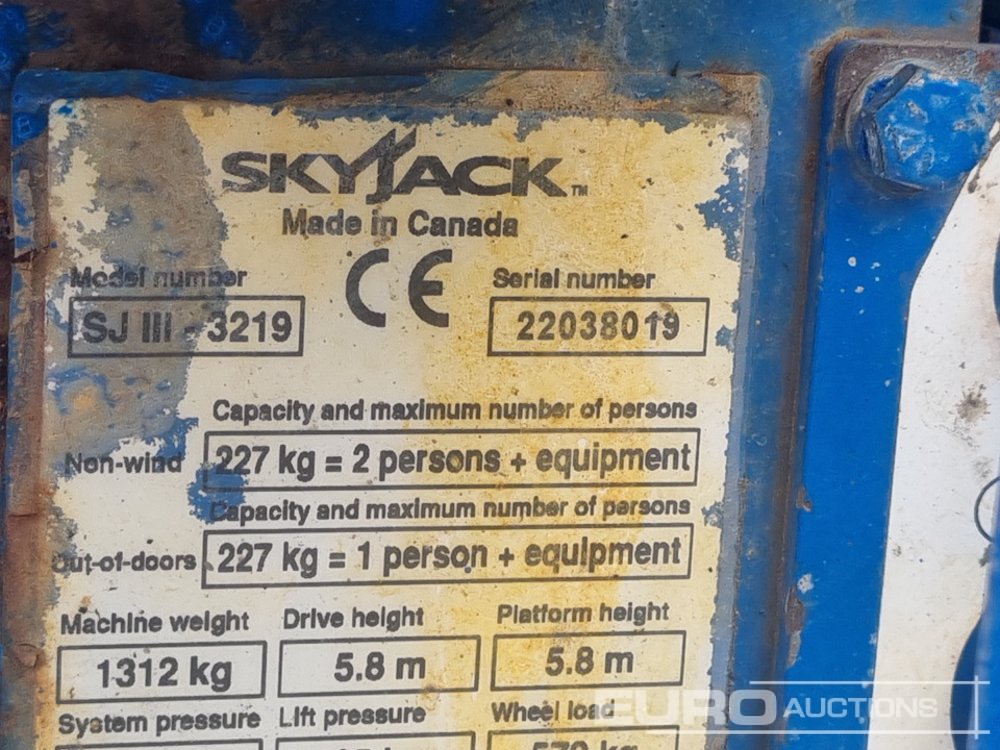 SKYJACK™
Made in Canada
CE
Model number
Serial number
SJ III - 3219
22038019
Capacity and maximum number of persons
Non-wind
227 kg = 2 persons + equipment
Capacity and maximum number of persons
Out-of-doors
227 kg = 1 person + equipment
Machine weight
Drive height
Platform height
1312 kg
5.8 m
5.8 m
System pressure
Lift pressure
Wheel load
EURO AUCTIONS